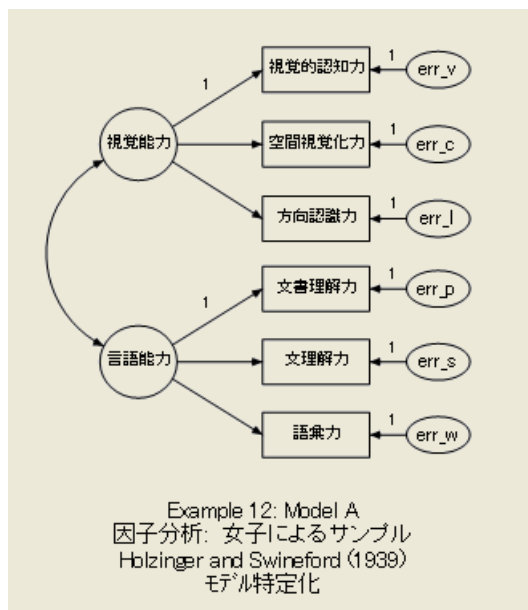 1
視覚的認知力
1
err_v
視覚能力
空間視覚化力
1
err_c
方向認識力
1
err_l
1
文書理解力
1
err_p
言語能力
文理解力
1
err_s
語彙力
1
err_w
Example 12: Model A
因子分析: 女子によるサンプル
Holzinger and Swineford (1939)
モデル特定化